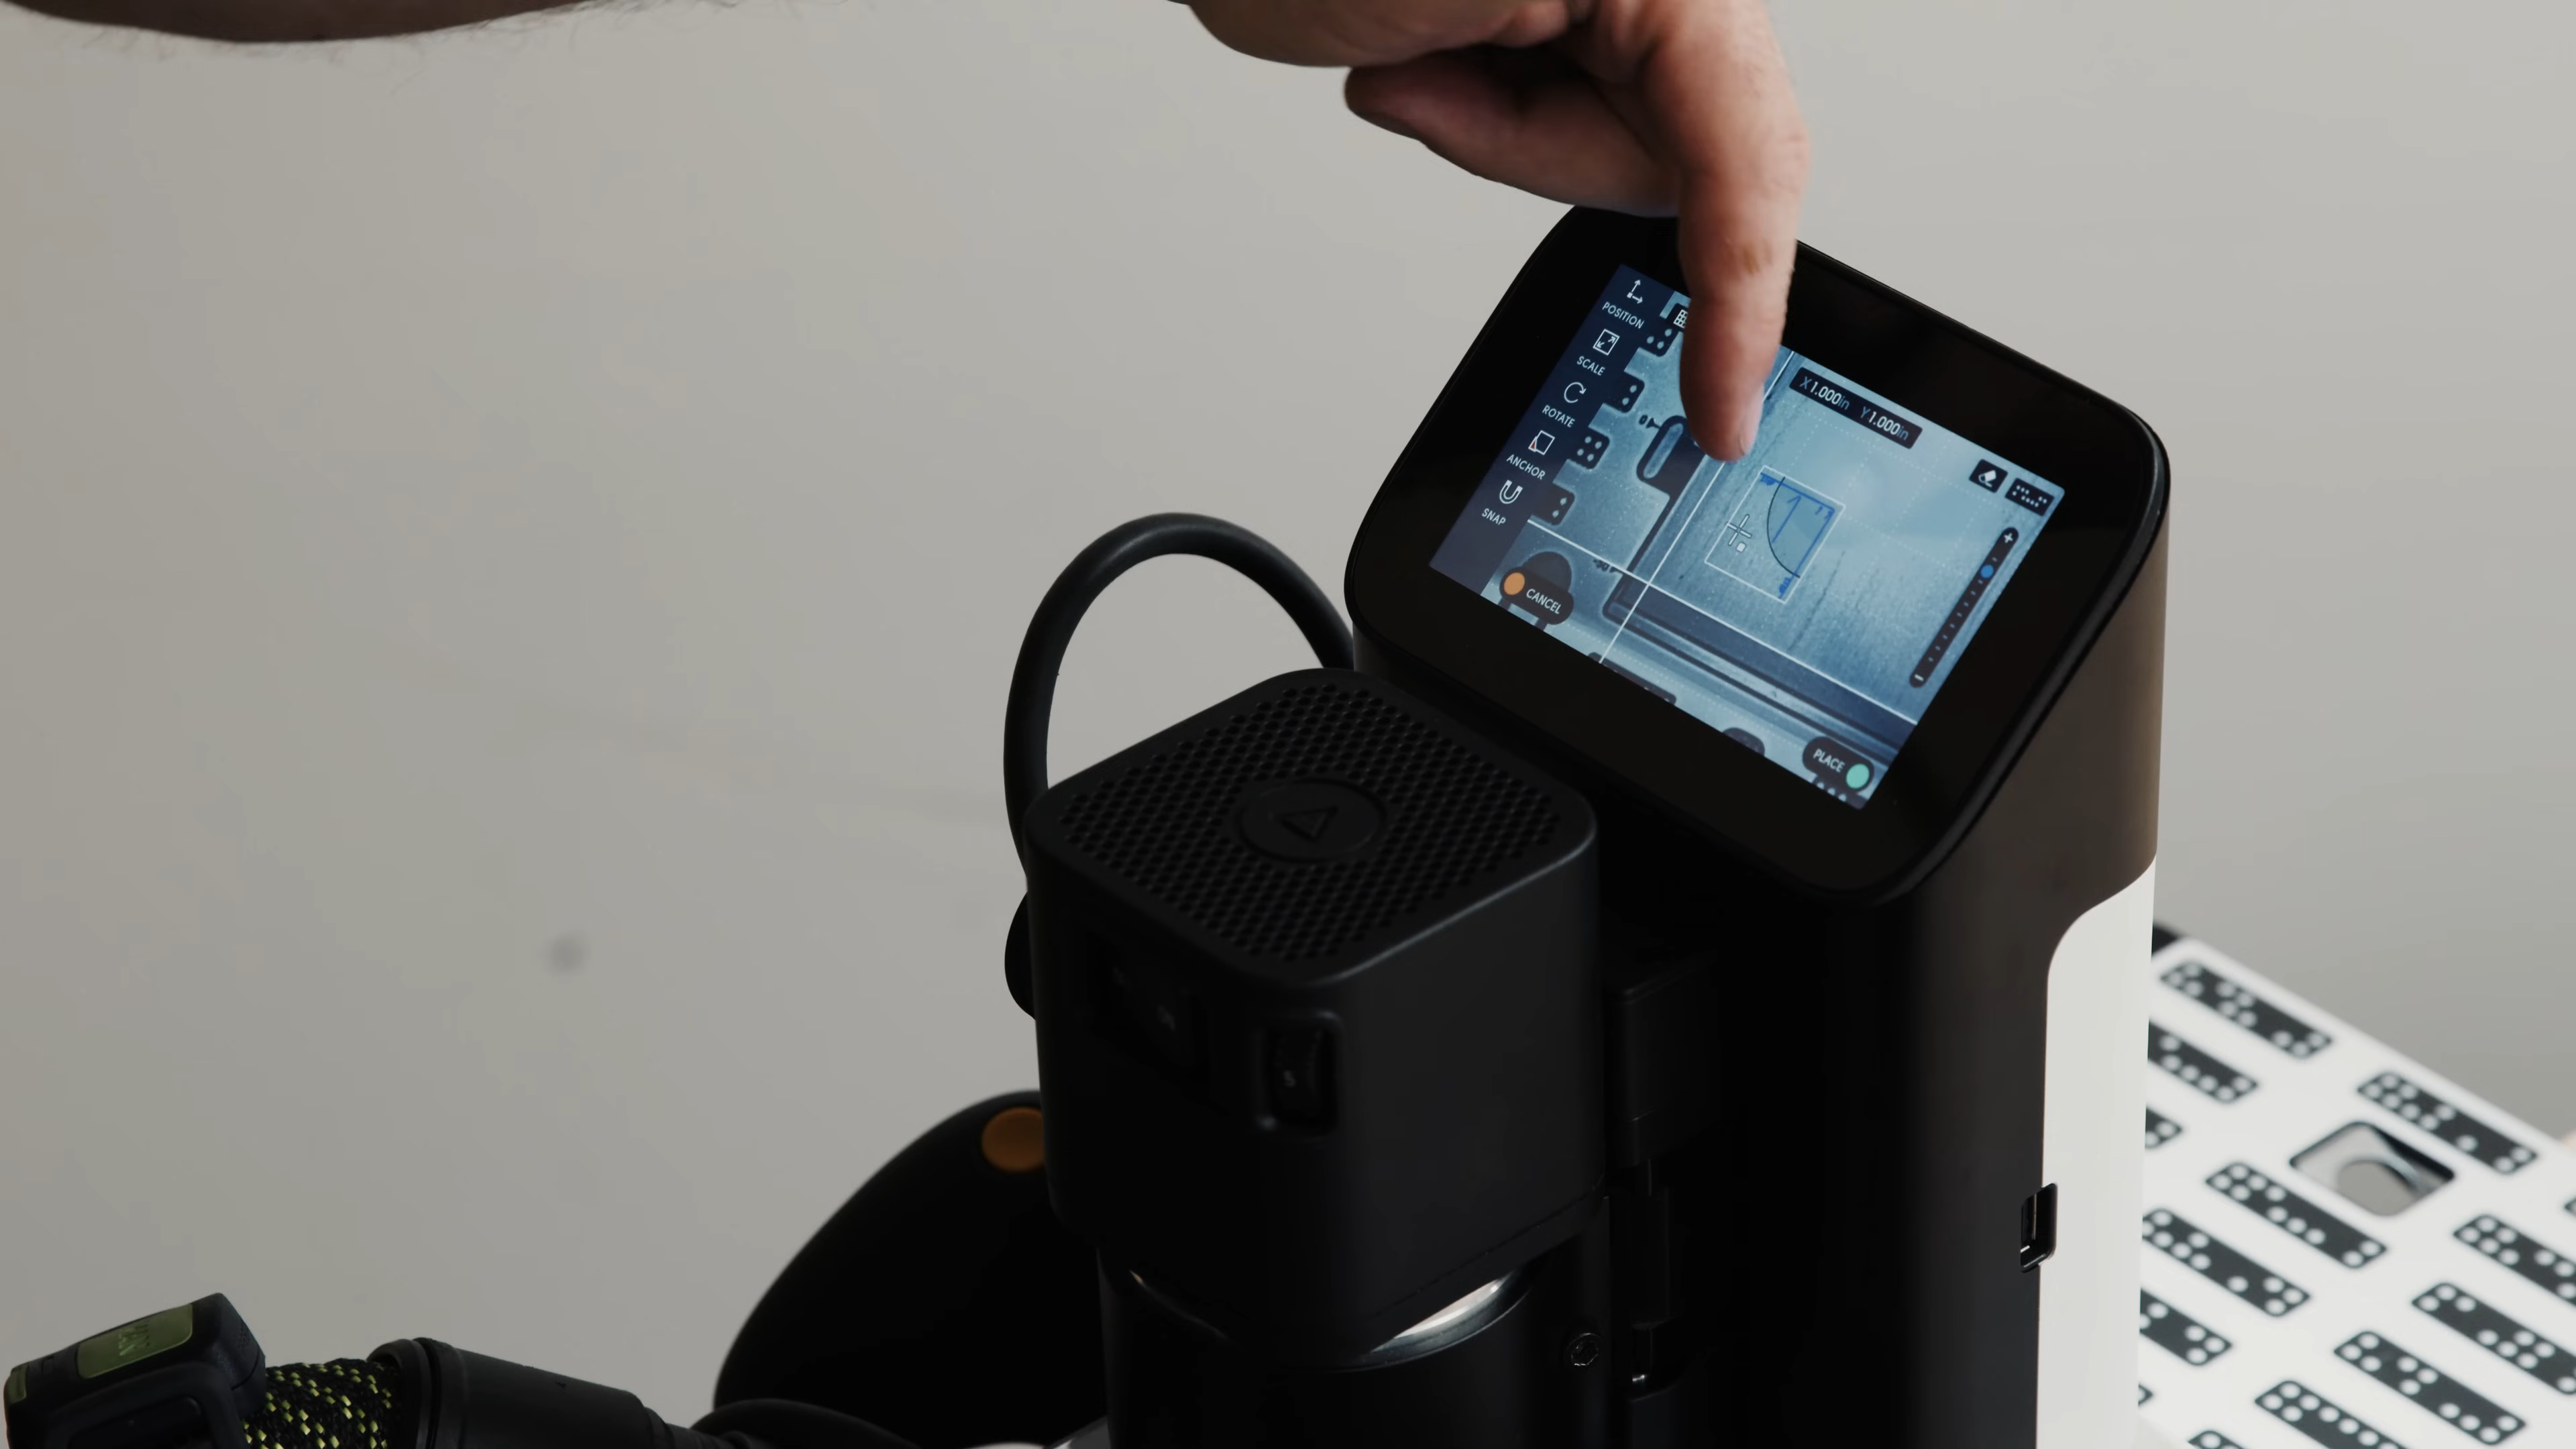 POSITION
SCALE
ROTATE
ANCHOR
SNAP
X 1.000in Y 1.000in
CANCEL
PLACE